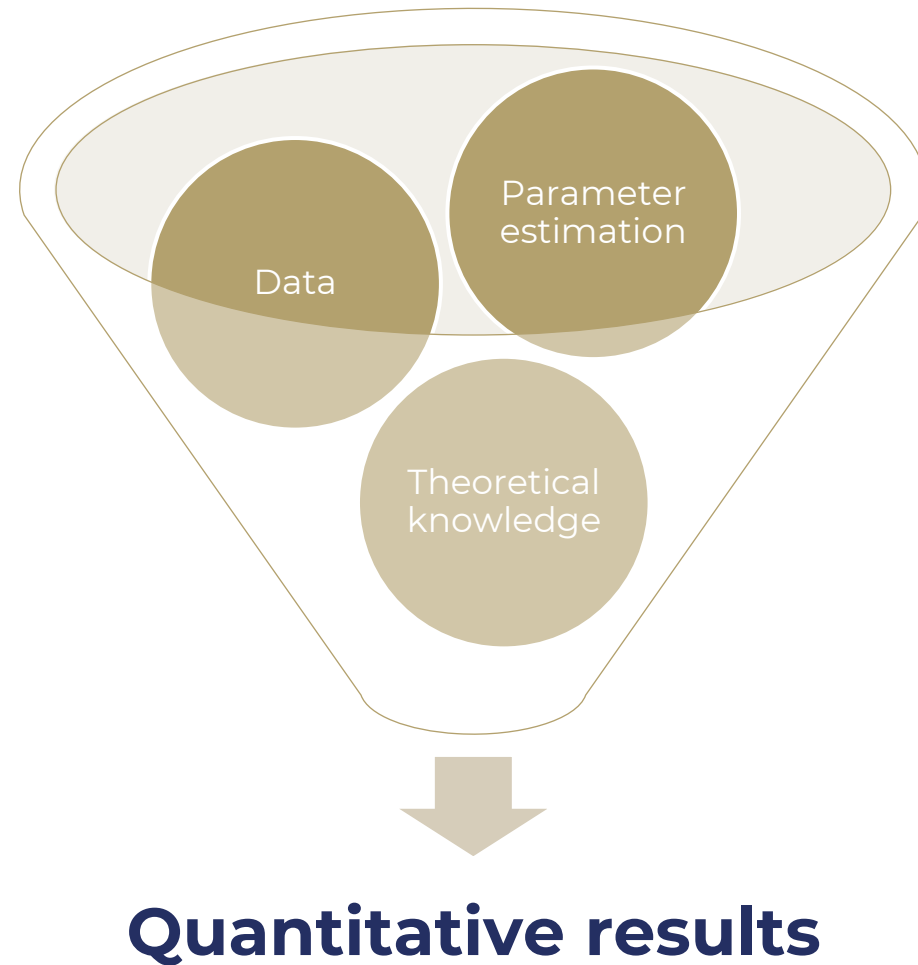 Parameter
estimation
Data
Theoretical
knowledge
Quantitative results